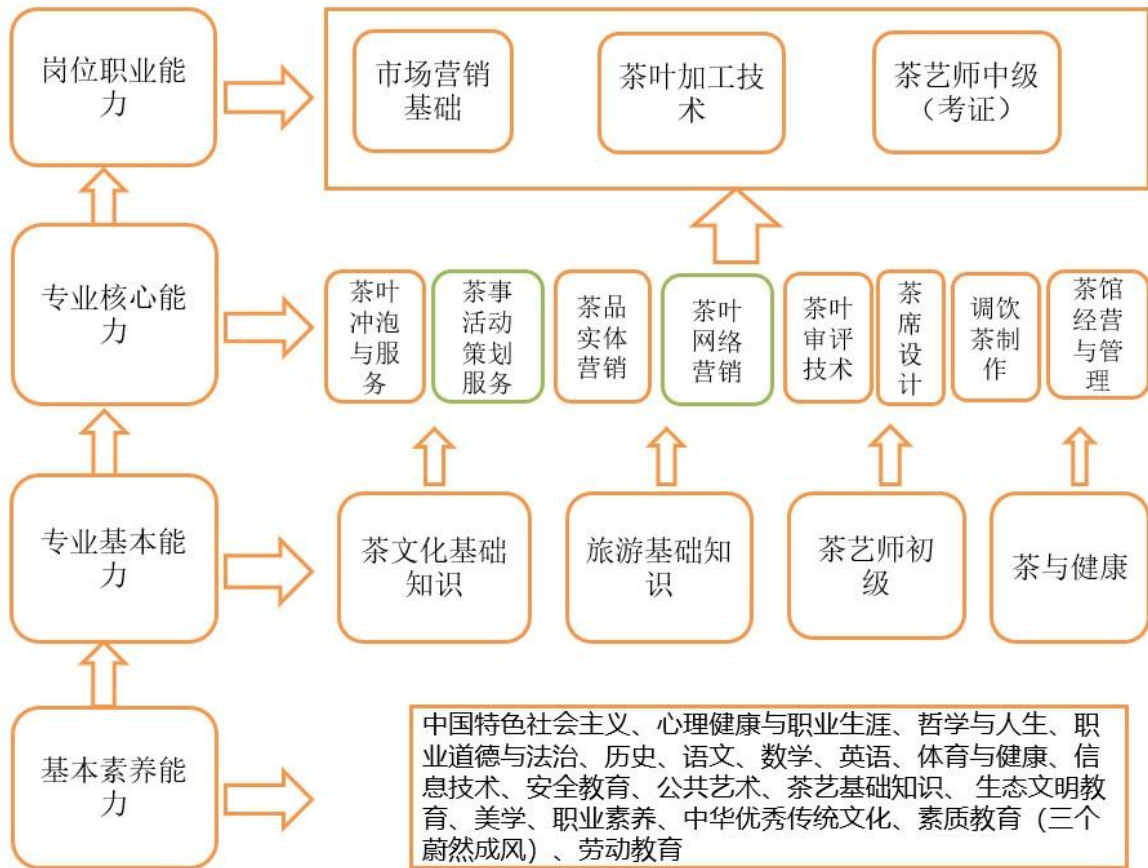 岗位职业能
力
市场营销
基础
茶叶加工技
术
茶艺师中级
（考证）
专业核心能
力
茶叶
冲泡
与服
务
茶事
活动
策划
服务
茶品
实体
营销
茶叶
网络
营销
茶叶
审评
技术
茶
席
设
计
调饮
茶制
作
茶馆
经营
与管
理
专业基本能
力
茶文化基础
知识
旅游基础知
识
茶艺师初
级
茶与健康
基本素养能
力
中国特色社会主义、心理健康与职业生涯、哲学与人生、职
业道德与法治、历史、语文、数学、英语、体育与健康、信
息技术、安全教育、公共艺术、茶艺基础知识、 生态文明教
育、美学、职业素养、中华优秀传统文化、素质教育（三个
蔚然成风）、劳动教育